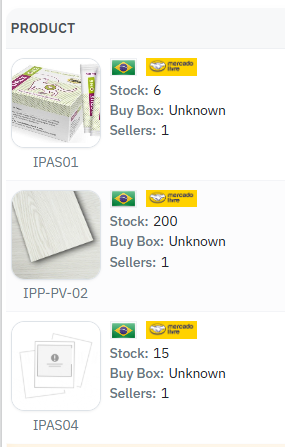 PRODUCT
mercado
livre
Stock: 6
Buy Box: Unknown
Sellers: 1
IPAS01
mercado
livre
Stock: 200
Buy Box: Unknown
Sellers: 1
IPP-PV-02
mercado
livre
Stock: 15
Buy Box: Unknown
Sellers: 1
IPAS04